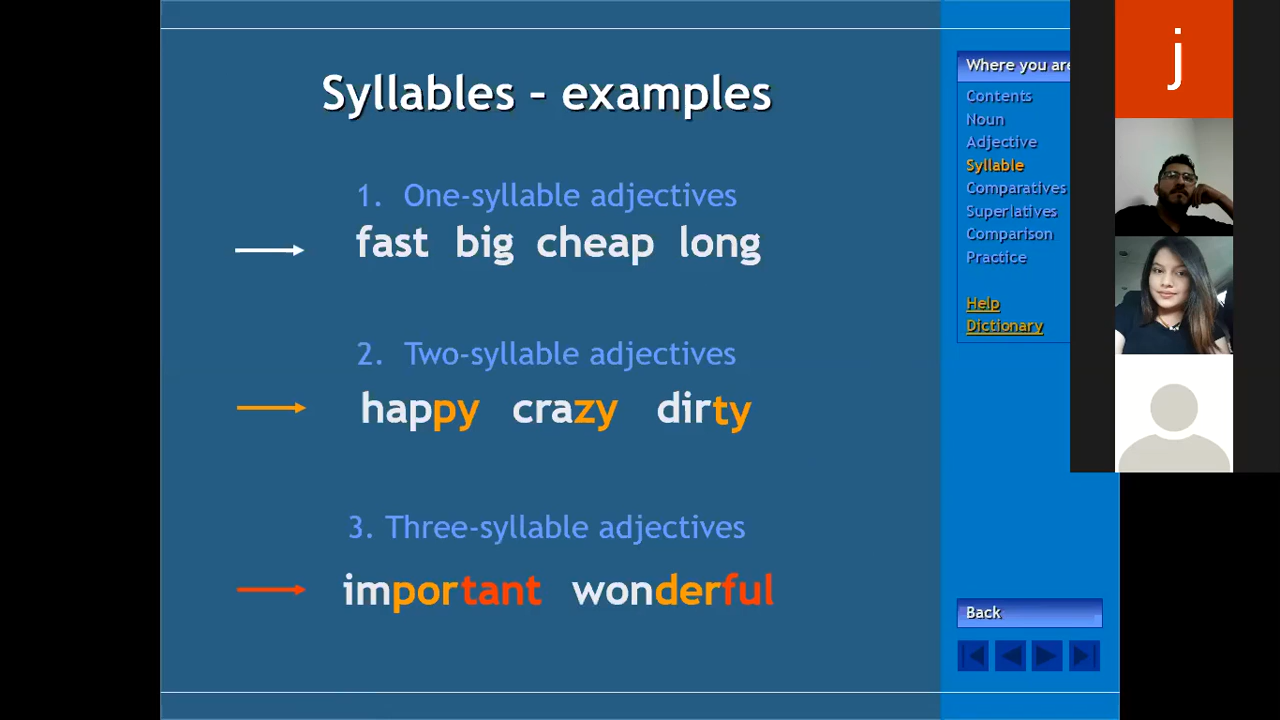 Syllables - examples
1. One-syllable adjectives
fast big cheap long
2. Two-syllable adjectives
happy crazy dirty
3. Three-syllable adjectives
important wonderful
Where you are
Contents
Noun
Adjective
Syllable
Comparatives
Superlatives
Comparison
Practice
Help
Dictionary
Back
j